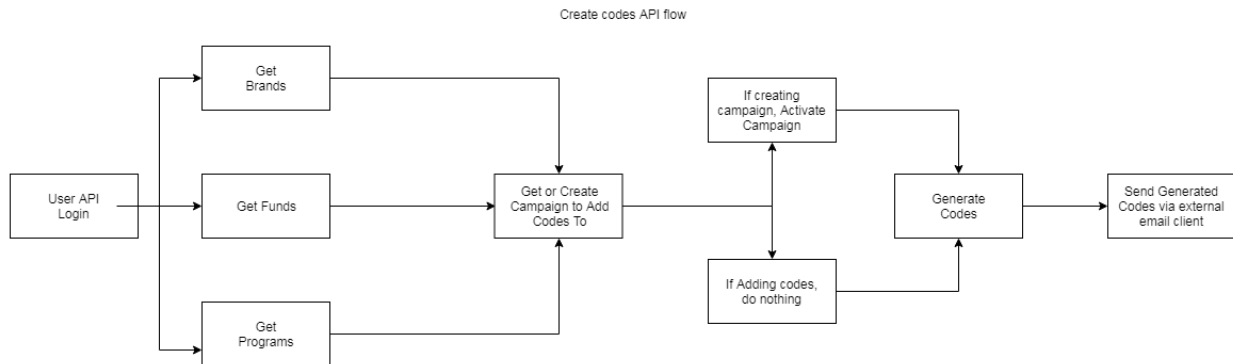 Create codes API flow
Get
Brands
If creating
campaign, Activate
Campaign
User API
Login
Get Funds
Get or Create
Campaign to Add
Codes To
Generate
Codes
Send Generated
Codes via external
email client
If Adding codes,
do nothing
Get
Programs